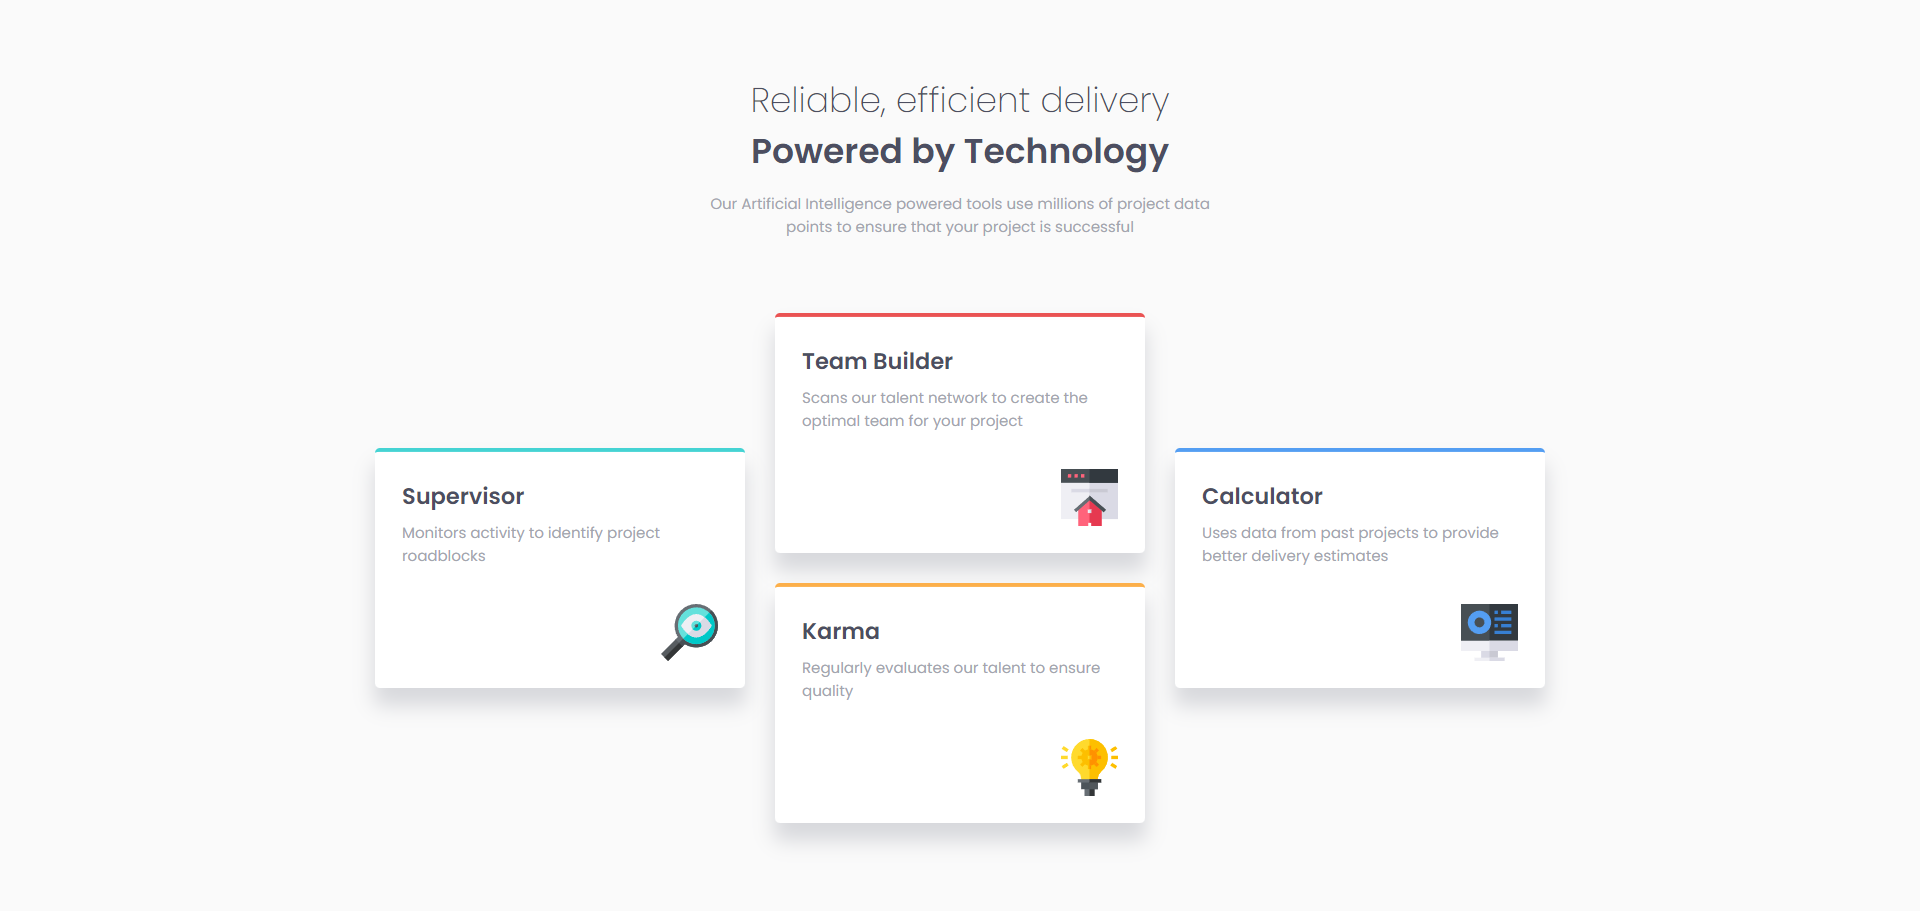 Reliable, efficient delivery
Powered by Technology
Our Artificial Intelligence powered tools use millions of project data
points to ensure that your project is successful
Supervisor
Monitors activity to identify project
roadblocks
Team Builder
Scans our talent network to create the
optimal team for your project
Karma
Regularly evaluates our talent to ensure
quality
Calculator
Uses data from past projects to provide
better delivery estimates